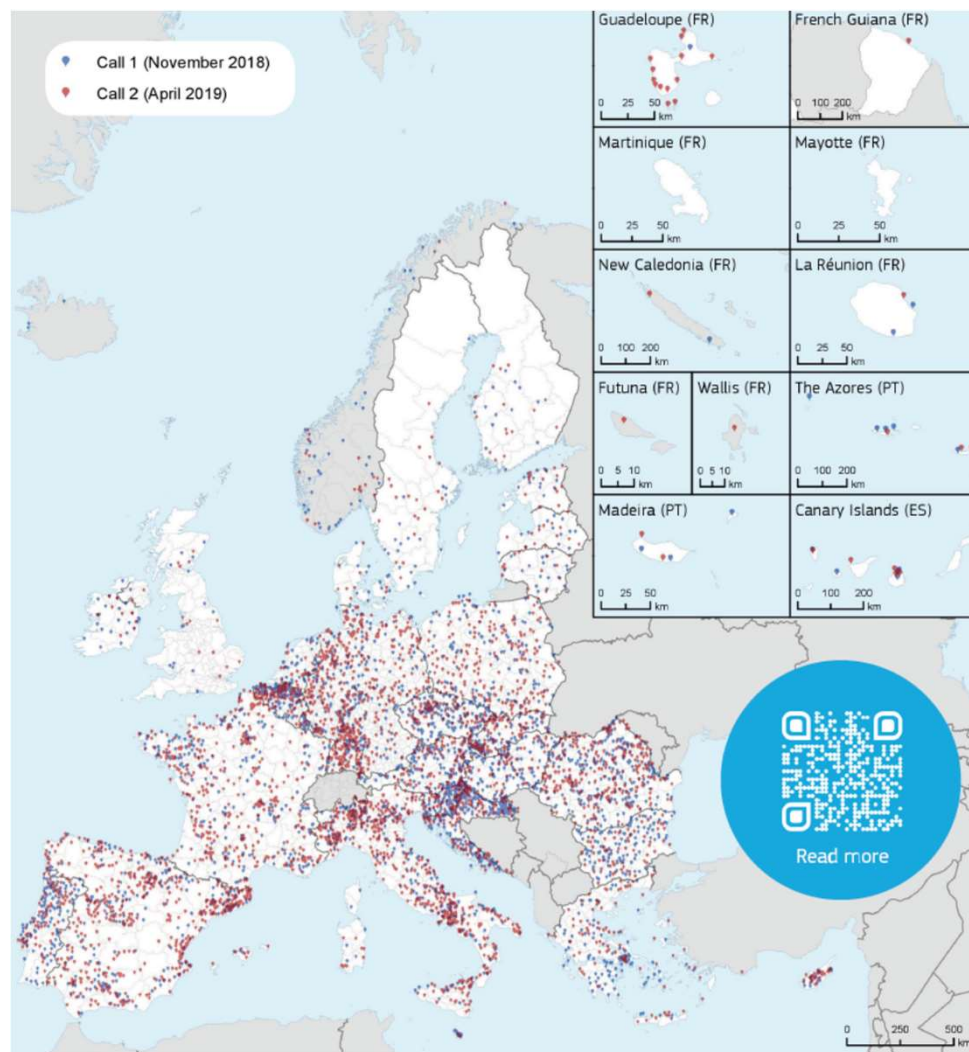 Call 1 (November 2018)
Call 2 (April 2019)
Guadeloupe (FR)
0 25 50
km
French Guiana (FR)
0 100 200
km
Martinique (FR)
0 25 50
km
Mayotte (FR)
0 25 50
km
New Caledonia (FR)
0 100 200
km
La Réunion (FR)
0 25 50
km
Futuna (FR)
0 5 10
km
Wallis (FR)
0 5 10
km
The Azores (PT)
0 100 200
km
Madeira (PT)
0 25 50
km
Canary Islands (ES)
0 100 200
km
Read more
0 250 500
km